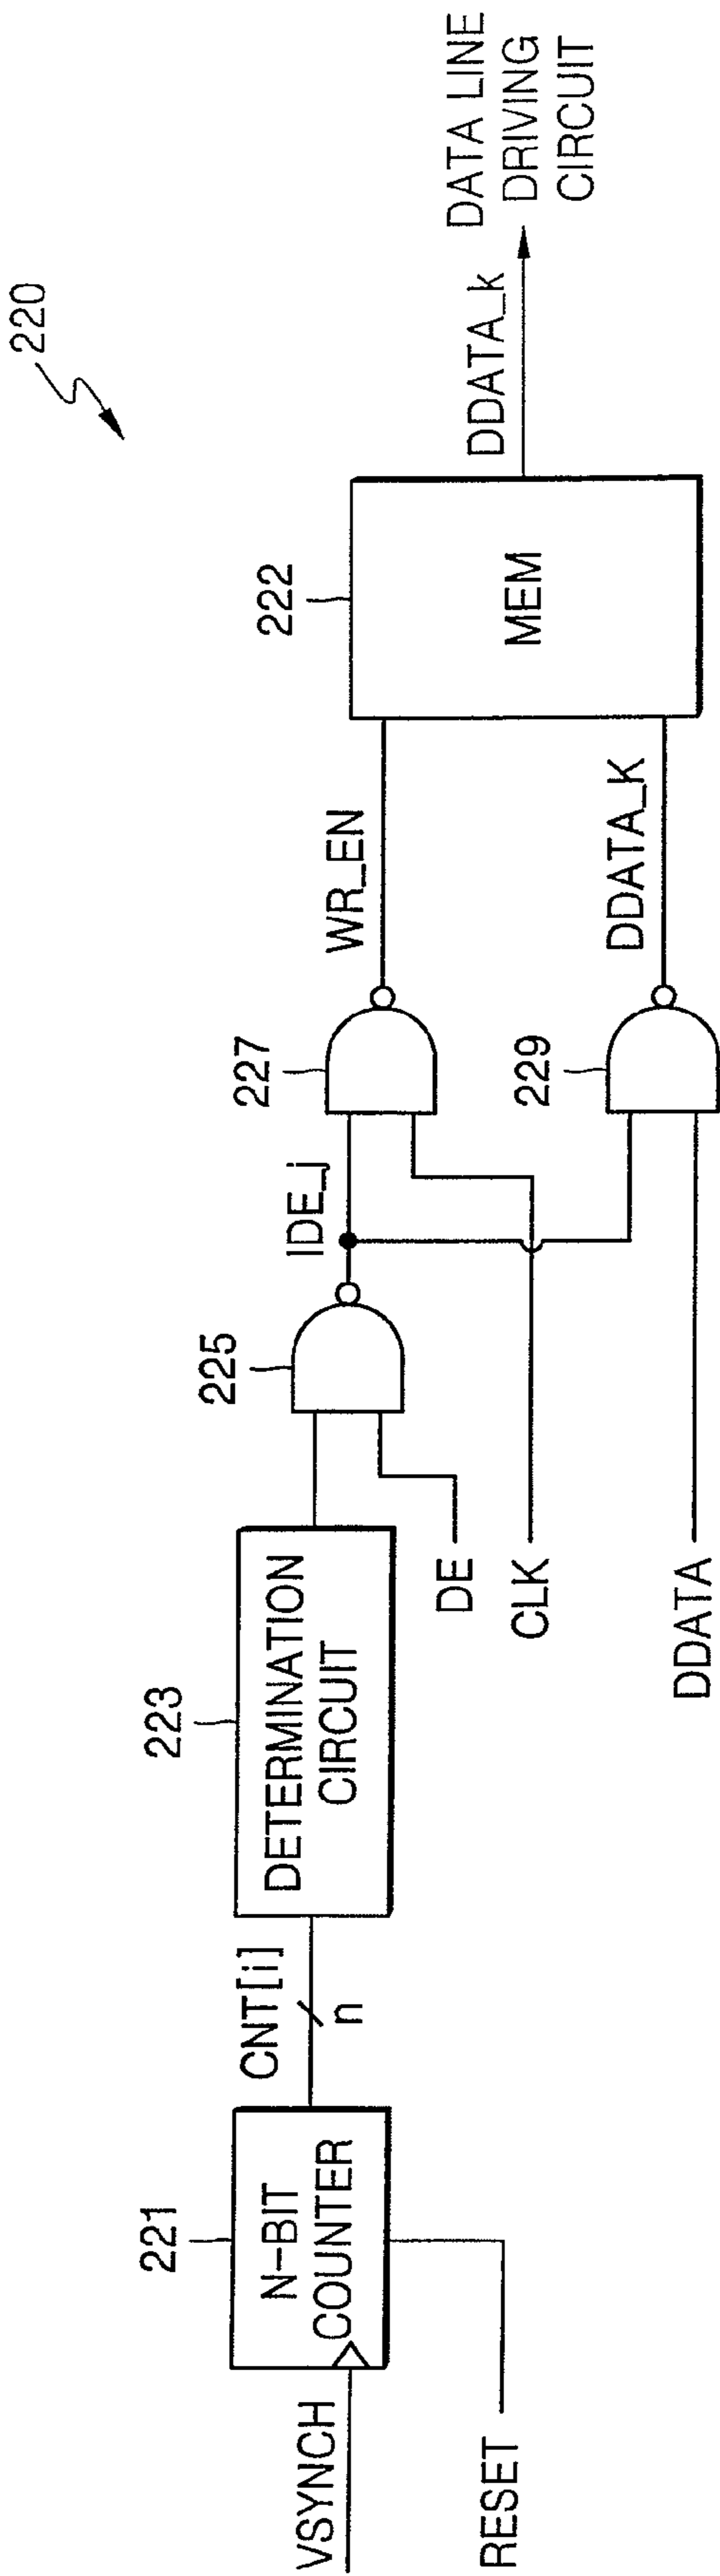 220
221
VSYNCH
N-BIT
COUNTER
RESET
CNT[i]
n
223
DETERMINATION
CIRCUIT
DE
CLK
DDATA
225
IDE_j
227
229
WR_EN
DDATA_K
222
MEM
DDATA_k
DATA LINE
DRIVING
CIRCUIT